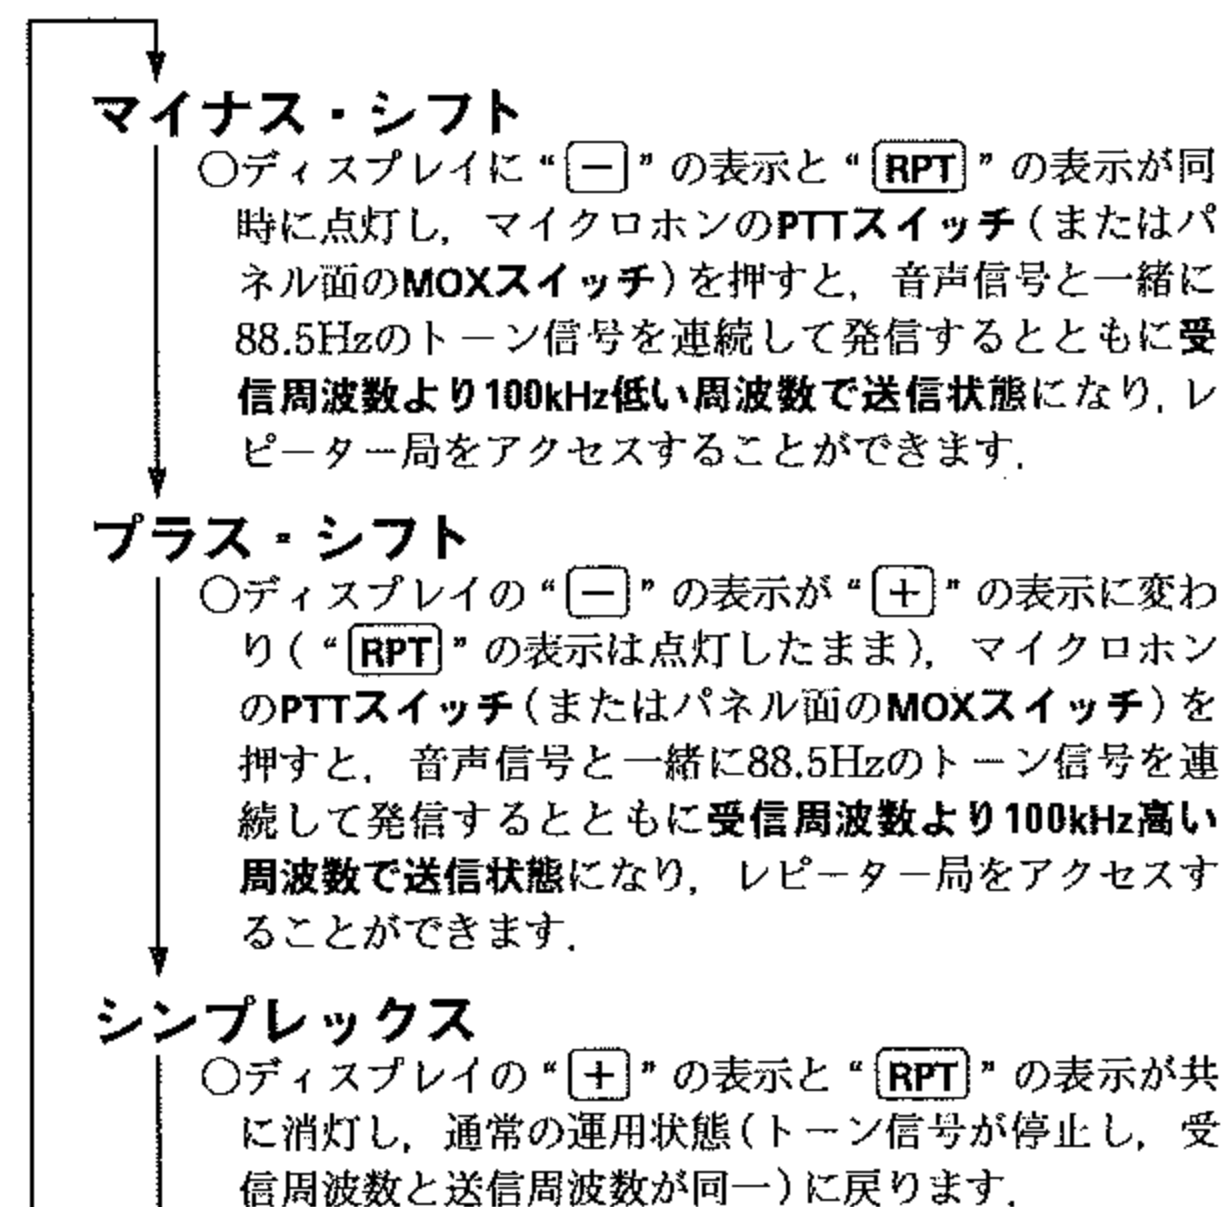 マイナス・シフト
○ディスプレイに“[－]”の表示と“[RPT]”の表示が同
時に点灯し，マイクロホンのPTTスイッチ（またはパ
ネル面のMOXスイッチ）を押すと，音声信号と一緒に
88.5Hzのトーン信号を連続して発信するとともに受
信周波数より100kHz低い周波数で送信状態になり，レ
ピーター局をアクセスすることができます．
プラス・シフト
○ディスプレイの“[－]”の表示が“[＋]”の表示に変わ
り（“[RPT]”の表示は点灯したまま），マイクロホン
のPTTスイッチ（またはパネル面のMOXスイッチ）を
押すと，音声信号と一緒に88.5Hzのトーン信号を連
続して発信するとともに受信周波数より100kHz高い
周波数で送信状態になり，レピーター局をアクセスす
ることができます．
シンプレックス
○ディスプレイの“[＋]”の表示と“[RPT]”の表示が共
に消灯し，通常の運用状態（トーン信号が停止し，受
信周波数と送信周波数が同一）に戻ります．